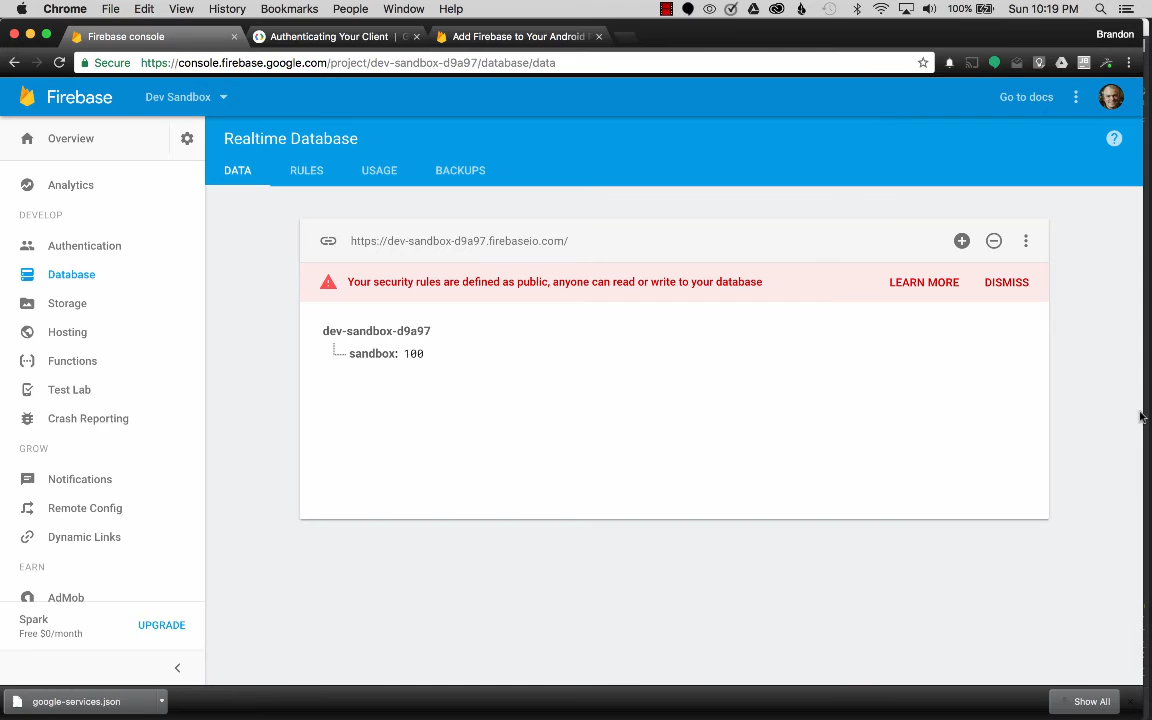 Chrome File Edit View History Bookmarks People Window Help 100% Sun 10:19 PM
Firebase console Authenticating Your Client | G Add Firebase to Your Android P Brandon
Secure https://console.firebase.google.com/project/dev-sandbox-d9a97/database/data
Firebase Dev Sandbox Go to docs
Overview
Realtime Database
DATA RULES USAGE BACKUPS
Analytics
DEVELOP
Authentication
Database
Storage
Hosting
Functions
Test Lab
Crash Reporting
GROW
Notifications
Remote Config
Dynamic Links
EARN
AdMob
Spark
Free $0/month
UPGRADE
https://dev-sandbox-d9a97.firebaseio.com/
Your security rules are defined as public, anyone can read or write to your database LEARN MORE DISMISS
dev-sandbox-d9a97
sandbox: 100
google-services.json Show All